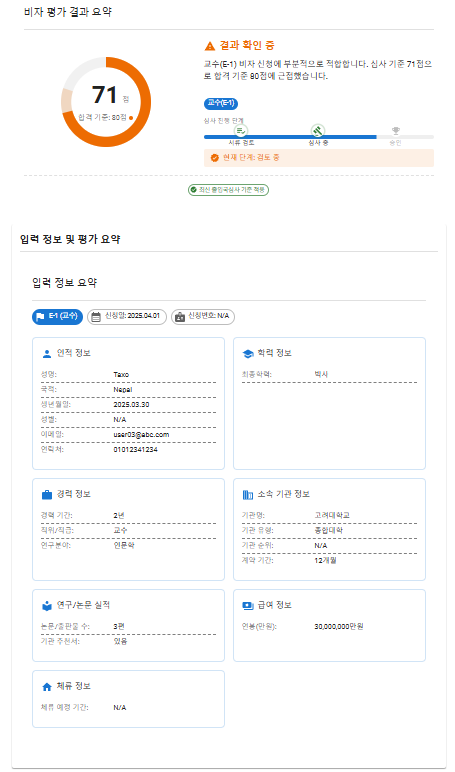 비자 평가 결과 요약
결과 확인 중
교수(E-1) 비자 신청에 부분적으로 적합합니다. 심사 기준 71점으
로 합격 기준 80점에 근접했습니다.
71 점
합격 기준: 80점
교수(E-1)
심사 진행 단계
서류 검토
심사 중
승인
현재 단계: 검토 중
최신 출입국심사 기준 적용
입력 정보 및 평가 요약
입력 정보 요약
E-1 (교수)
신청일: 2025.04.01
신청번호: N/A
인적 정보
성명: Taxo
국적: Nepal
생년월일: 2025.03.30
성별: N/A
이메일: user03@abc.com
연락처: 01012341234
학력 정보
최종학력: 박사
경력 정보
경력 기간: 2년
직위/직급: 교수
연구분야: 인문학
소속 기관 정보
기관명: 고려대학교
기관 유형: 종합대학
기관 순위: N/A
계약 기간: 12개월
연구/논문 실적
논문/출판물 수: 3편
기관 추천서: 있음
급여 정보
연봉(만원): 30,000,000만원
체류 정보
체류 예정 기간: N/A